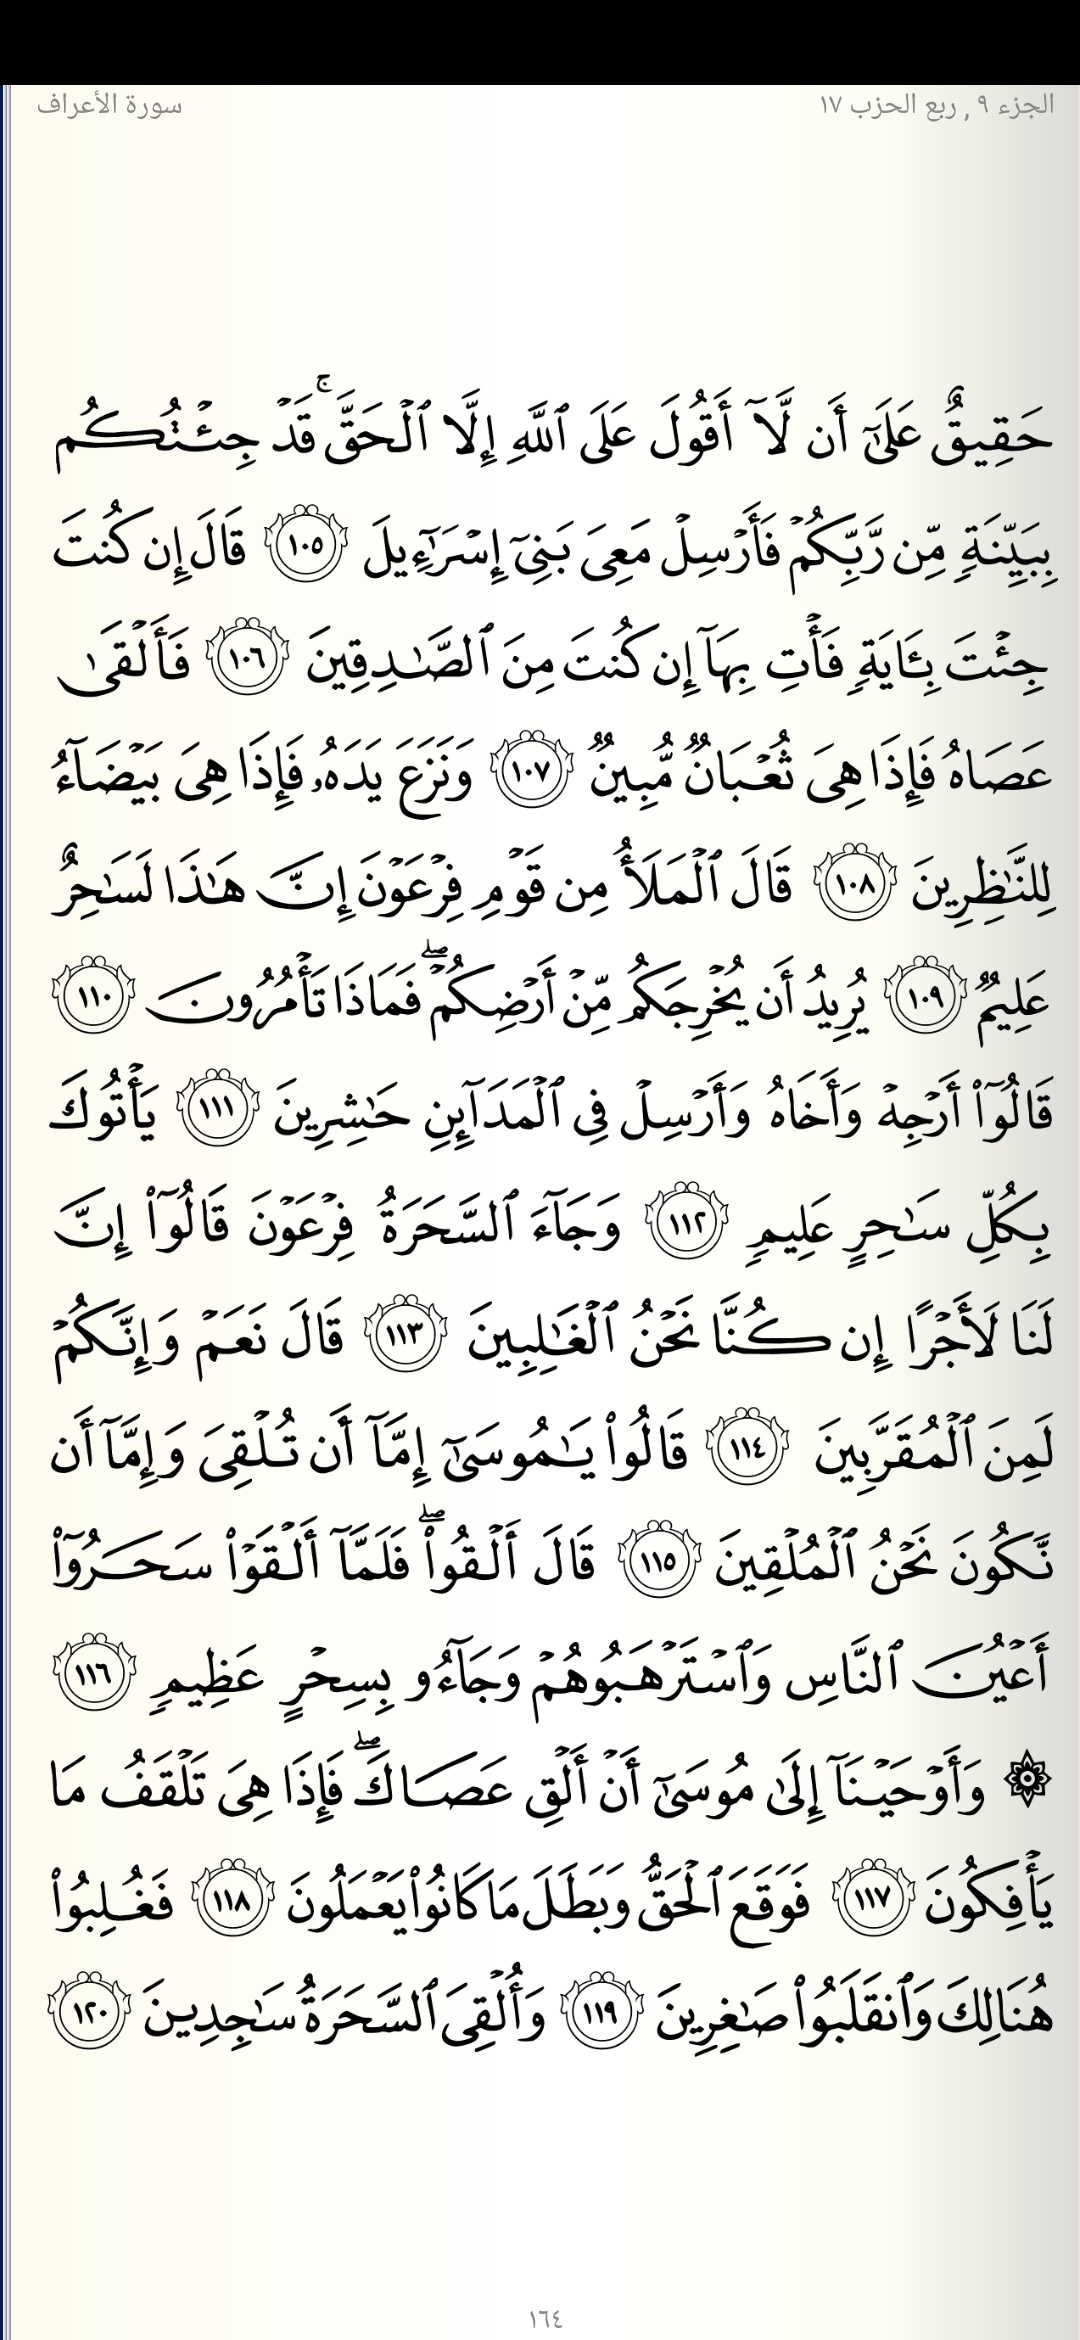 الجزء ٩ , ربع الحزب ١٧
سورة الأعراف
حَقِيقٌ عَلَىٰٓ أَن لَّآ أَقُولَ عَلَى ٱللَّهِ إِلَّا ٱلْحَقَّ ۚ قَدْ جِئْتُكُم
بِبَيِّنَةٍ مِّن رَّبِّكُمْ فَأَرْسِلْ مَعِىَ بَنِىٓ إِسْرَٰٓءِيلَ ١٠٥ قَالَ إِن كُنتَ
جِئْتَ بِـَٔايَةٍ فَأْتِ بِهَآ إِن كُنتَ مِنَ ٱلصَّـٰدِقِينَ ١٠٦ فَأَلْقَىٰ
عَصَاهُ فَإِذَا هِىَ ثُعْبَانٌ مُّبِينٌ ١٠٧ وَنَزَعَ يَدَهُۥ فَإِذَا هِىَ بَيْضَآءُ
لِلنَّـٰظِرِينَ ١٠٨ قَالَ ٱلْمَلَأُ مِن قَوْمِ فِرْعَوْنَ إِنَّ هَـٰذَا لَسَـٰحِرٌ
عَلِيمٌ ١٠٩ يُرِيدُ أَن يُخْرِجَكُم مِّنْ أَرْضِكُمْ ۖ فَمَاذَا تَأْمُرُونَ ١١٠
قَالُوٓا۟ أَرْجِهْ وَأَخَاهُ وَأَرْسِلْ فِى ٱلْمَدَآئِنِ حَـٰشِرِينَ ١١١ يَأْتُوكَ
بِكُلِّ سَـٰحِرٍ عَلِيمٍ ١١٢ وَجَآءَ ٱلسَّحَرَةُ فِرْعَوْنَ قَالُوٓا۟ إِنَّ
لَنَا لَأَجْرًا إِن كُنَّا نَحْنُ ٱلْغَـٰلِبِينَ ١١٣ قَالَ نَعَمْ وَإِنَّكُمْ
لَمِنَ ٱلْمُقَرَّبِينَ ١١٤ قَالُوا۟ يَـٰمُوسَىٰٓ إِمَّآ أَن تُلْقِىَ وَإِمَّآ أَن
نَّكُونَ نَحْنُ ٱلْمُلْقِينَ ١١٥ قَالَ أَلْقُوا۟ ۖ فَلَمَّآ أَلْقَوْا۟ سَحَرُوٓا۟
أَعْيُنَ ٱلنَّاسِ وَٱسْتَرْهَبُوهُمْ وَجَآءُو بِسِحْرٍ عَظِيمٍ ١١٦
۞ وَأَوْحَيْنَآ إِلَىٰ مُوسَىٰٓ أَنْ أَلْقِ عَصَاكَ ۖ فَإِذَا هِىَ تَلْقَفُ مَا
يَأْفِكُونَ ١١٧ فَوَقَعَ ٱلْحَقُّ وَبَطَلَ مَا كَانُوا۟ يَعْمَلُونَ ١١٨ فَغُلِبُوا۟
هُنَالِكَ وَٱنقَلَبُوا۟ صَـٰغِرِينَ ١١٩ وَأُلْقِىَ ٱلسَّحَرَةُ سَـٰجِدِينَ ١٢٠
١٦٤